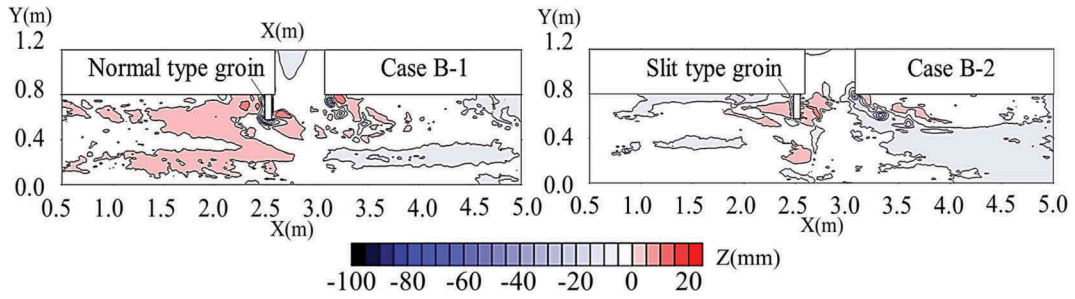 Y(m)
X(m)
1.2
Normal type groin
Case B-1
0.8
0.4
0.0
0.5 1.0 1.5 2.0 2.5 3.0 3.5 4.0 4.5 5.0
X(m)
Y(m)
1.2
Slit type groin
Case B-2
0.8
0.4
0.0
0.5 1.0 1.5 2.0 2.5 3.0 3.5 4.0 4.5 5.0
X(m)
Z(mm)
-100 -80 -60 -40 -20 0 20